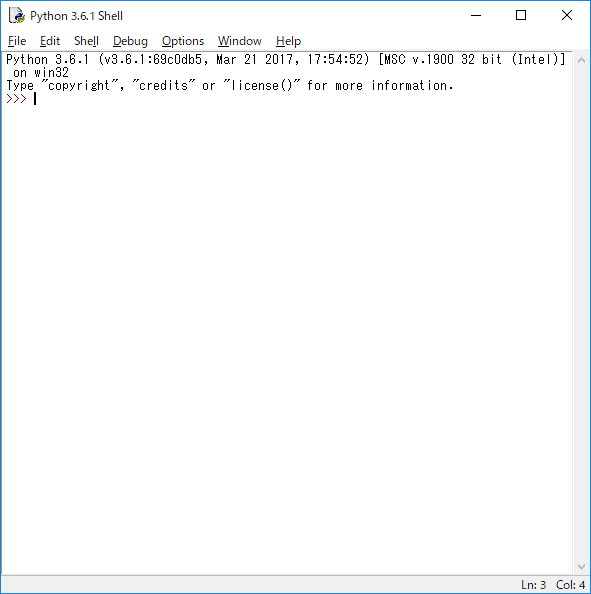 Python 3.6.1 Shell
File Edit Shell Debug Options Window Help
Python 3.6.1 (v3.6.1:69c0db5, Mar 21 2017, 17:54:52) [MSC v.1900 32 bit (Intel)]
 on win32
Type "copyright", "credits" or "license()" for more information.
>>>
Ln: 3 Col: 4